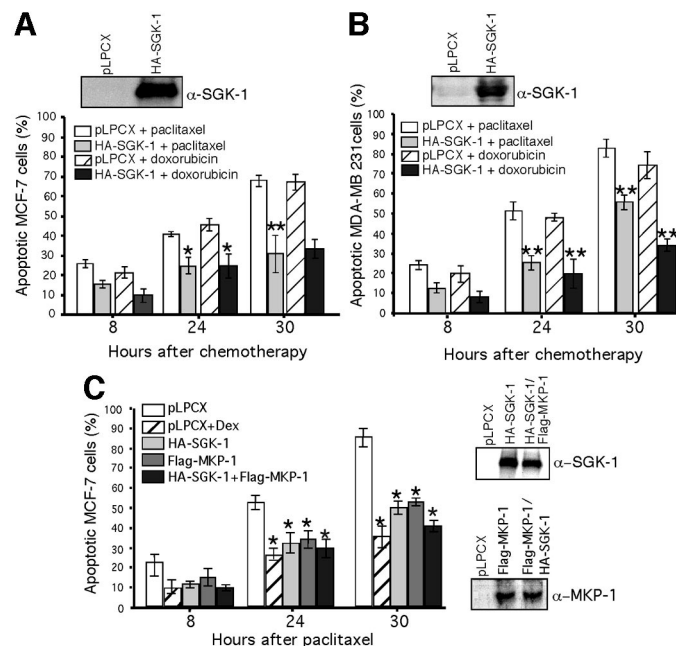 A
pLPCX
HA-SGK-1
α-SGK-1
Apoptotic MCF-7 cells (%)
100
90
80
70
60
50
40
30
20
10
0
pLPCX + paclitaxel
HA-SGK-1 + paclitaxel
pLPCX + doxorubicin
HA-SGK-1 + doxorubicin
*
*
**
8
24
30
Hours after chemotherapy
B
pLPCX
HA-SGK-1
α-SGK-1
Apoptotic MDA-MB 231cells (%)
100
90
80
70
60
50
40
30
20
10
0
pLPCX + paclitaxel
HA-SGK-1 + paclitaxel
pLPCX + doxorubicin
HA-SGK-1 + doxorubicin
**
**
**
**
8
24
30
Hours after chemotherapy
C
Apoptotic MCF-7 cells (%)
100
90
80
70
60
50
40
30
20
10
0
pLPCX
pLPCX+Dex
HA-SGK-1
Flag-MKP-1
HA-SGK-1+Flag-MKP-1
*
*
*
*
*
*
*
*
8
24
30
Hours after paclitaxel
pLPCX
HA-SGK-1
HA-SGK-1/
Flag-MKP-1
α-SGK-1
pLPCX
Flag-MKP-1
Flag-MKP-1/
HA-SGK-1
α-MKP-1